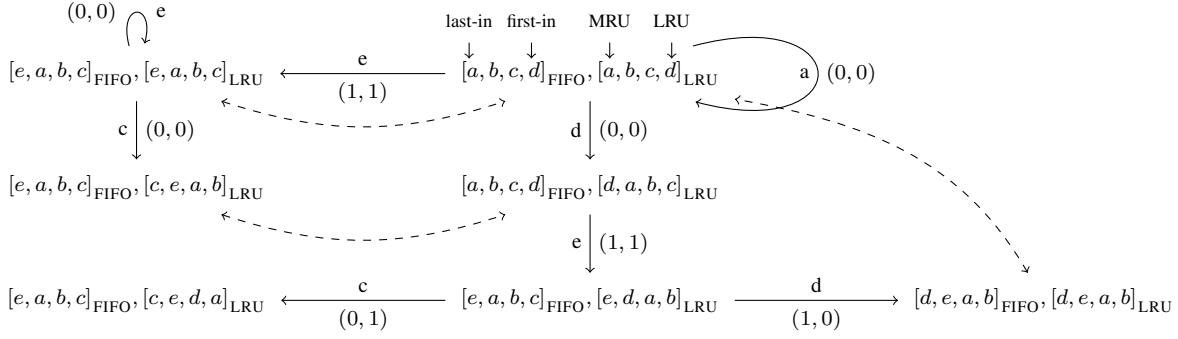 (0, 0) e
last-in first-in MRU LRU
[e, a, b, c]FIFO, [e, a, b, c]LRU e (1, 1) [a, b, c, d]FIFO, [a, b, c, d]LRU a (0, 0)
c (0, 0) d (0, 0)
[e, a, b, c]FIFO, [c, e, a, b]LRU [a, b, c, d]FIFO, [d, a, b, c]LRU
e (1, 1)
[e, a, b, c]FIFO, [c, e, d, a]LRU c (0, 1) [e, a, b, c]FIFO, [e, d, a, b]LRU d (1, 0) [d, e, a, b]FIFO, [d, e, a, b]LRU